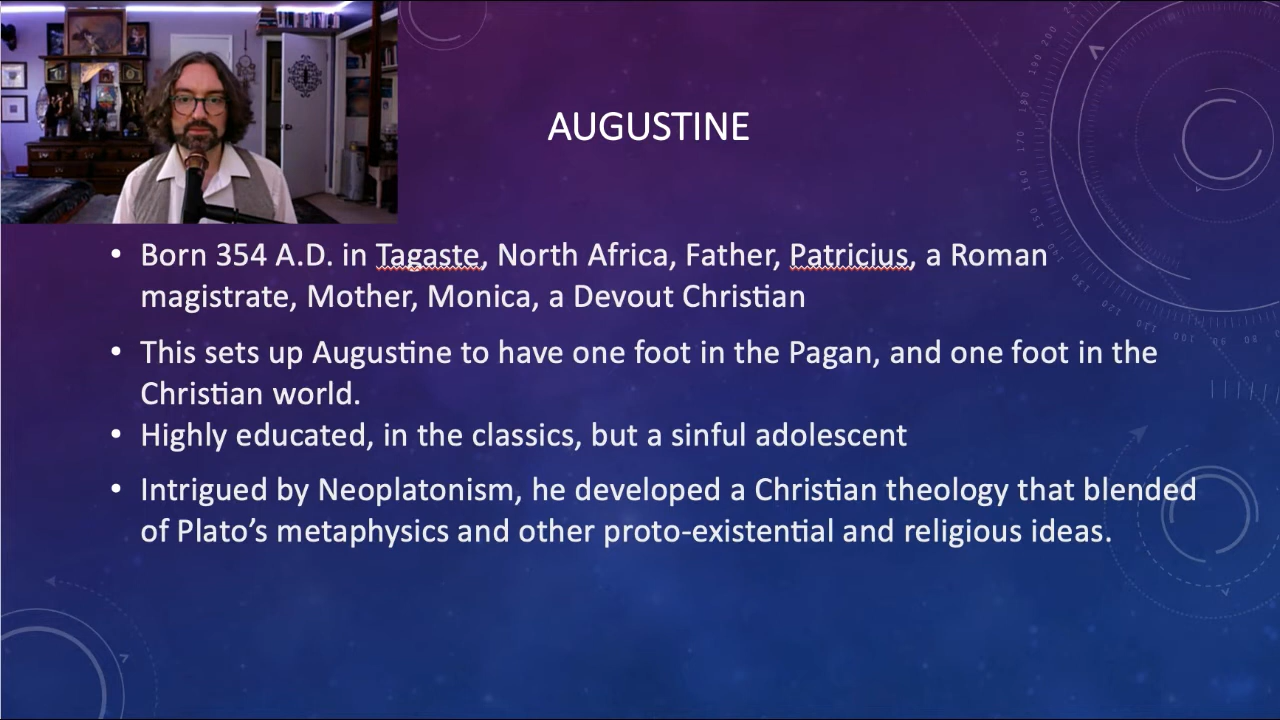 AUGUSTINE
• Born 354 A.D. in Tagaste, North Africa, Father, Patricius, a Roman
magistrate, Mother, Monica, a Devout Christian
• This sets up Augustine to have one foot in the Pagan, and one foot in the
Christian world.
• Highly educated, in the classics, but a sinful adolescent
• Intrigued by Neoplatonism, he developed a Christian theology that blended
of Plato’s metaphysics and other proto-existential and religious ideas.